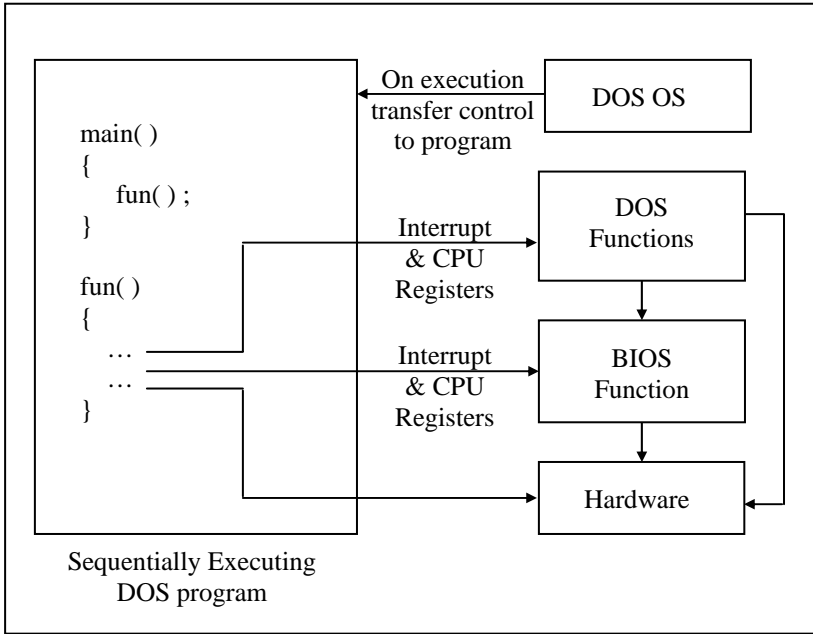 On execution
transfer control
to program
DOS OS
main( )
{
fun( ) ;
}
Interrupt
& CPU
Registers
DOS
Functions
fun( )
{
…
…
}
Interrupt
& CPU
Registers
BIOS
Function
Hardware
Sequentially Executing
DOS program